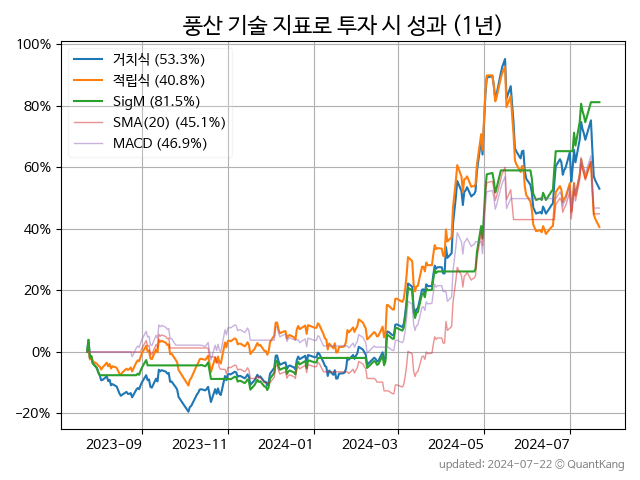 풍산 기술 지표로 투자 시 성과 (1년)
거치식 (53.3%)
적립식 (40.8%)
SigM (81.5%)
SMA(20) (45.1%)
MACD (46.9%)
100%
80%
60%
40%
20%
0%
−20%
2023-09 2023-11 2024-01 2024-03 2024-05 2024-07
updated: 2024-07-22 © QuantKang